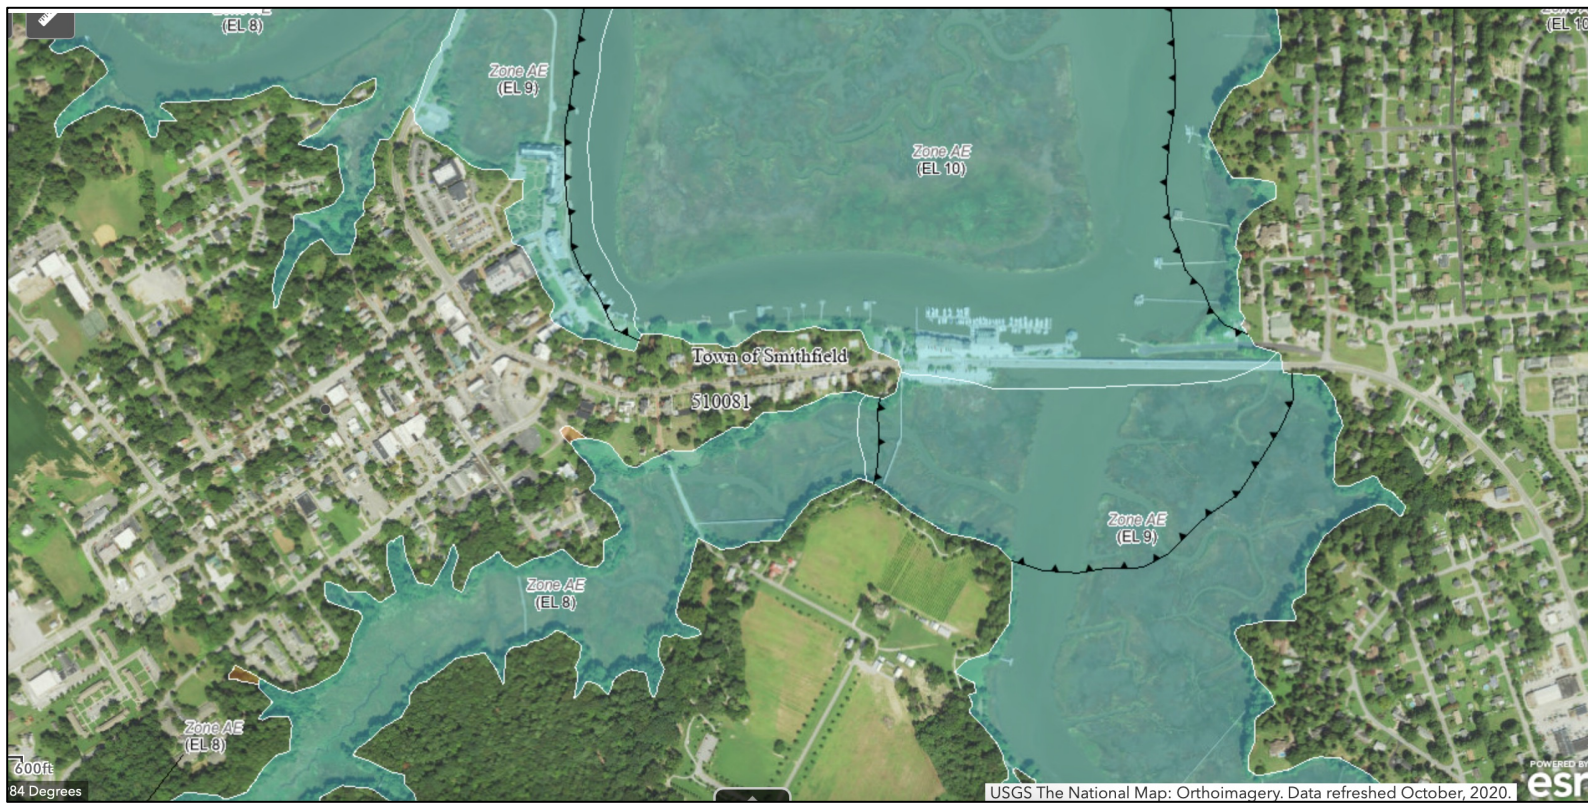 (EL 8)
Zone AE
(EL 9)
Zone AE
(EL 10)
(EL 10
Town of Smithfield
510081
Zone AE
(EL 9)
Zone AE
(EL 8)
Zone AE
(EL 8)
600ft
84 Degrees
USGS The National Map: Orthoimagery. Data refreshed October, 2020.
POWERED BY
esri